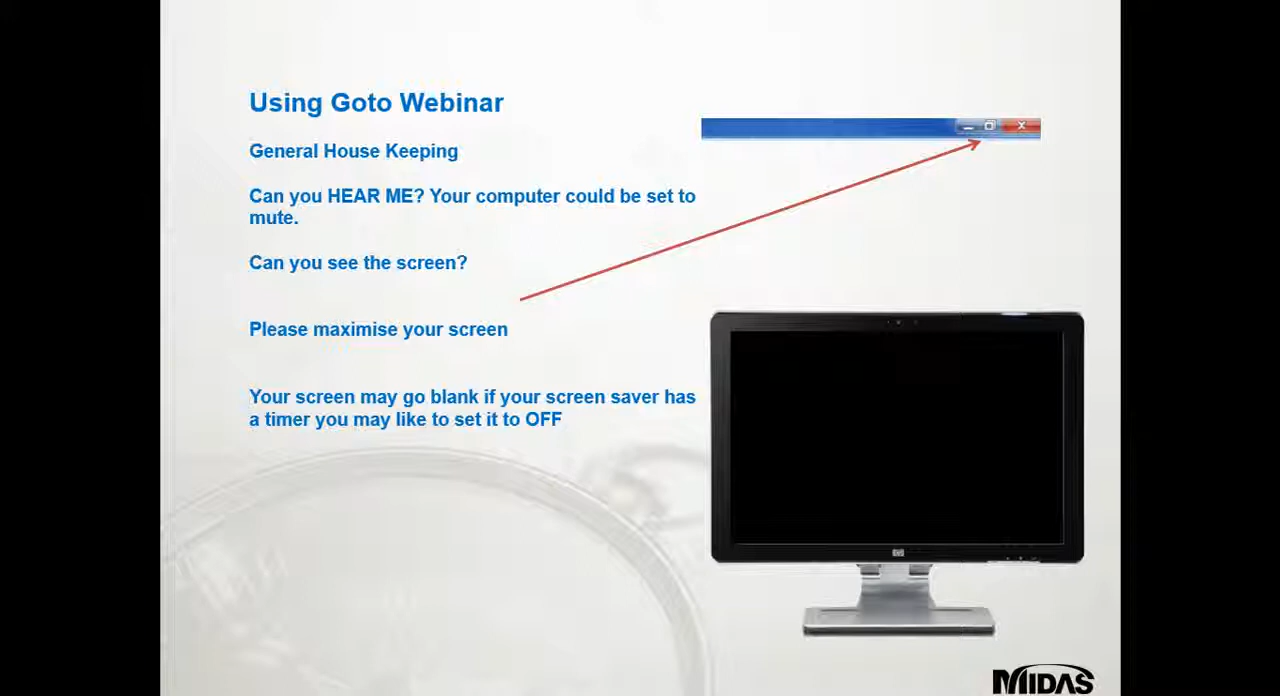 Using Goto Webinar
General House Keeping
Can you HEAR ME? Your computer could be set to
mute.
Can you see the screen?
Please maximise your screen
Your screen may go blank if your screen saver has
a timer you may like to set it to OFF
MIDAS